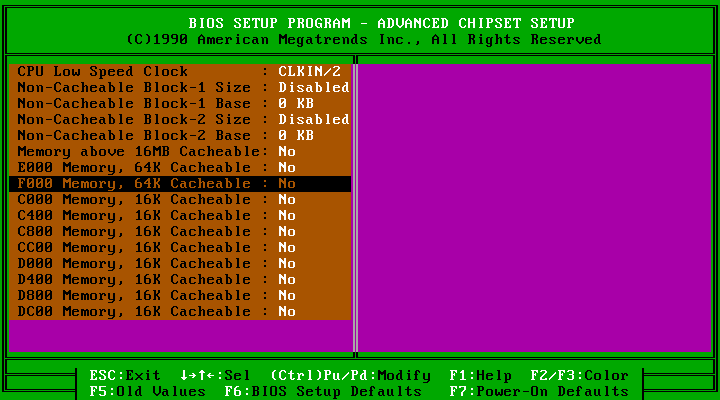 BIOS SETUP PROGRAM - ADVANCED CHIPSET SETUP
(C)1990 American Megatrends Inc., All Rights Reserved
CPU Low Speed Clock : CLKIN/2
Non-Cacheable Block-1 Size : Disabled
Non-Cacheable Block-1 Base : 0 KB
Non-Cacheable Block-2 Size : Disabled
Non-Cacheable Block-2 Base : 0 KB
Memory above 16MB Cacheable: No
E000 Memory, 64K Cacheable : No
F000 Memory, 64K Cacheable : No
C000 Memory, 16K Cacheable : No
C400 Memory, 16K Cacheable : No
C800 Memory, 16K Cacheable : No
CC00 Memory, 16K Cacheable : No
D000 Memory, 16K Cacheable : No
D400 Memory, 16K Cacheable : No
D800 Memory, 16K Cacheable : No
DC00 Memory, 16K Cacheable : No
ESC:Exit ↓→↑←:Sel (Ctrl)Pu/Pd:Modify F1:Help F2/F3:Color
F5:Old Values F6:BIOS Setup Defaults F7:Power-On Defaults